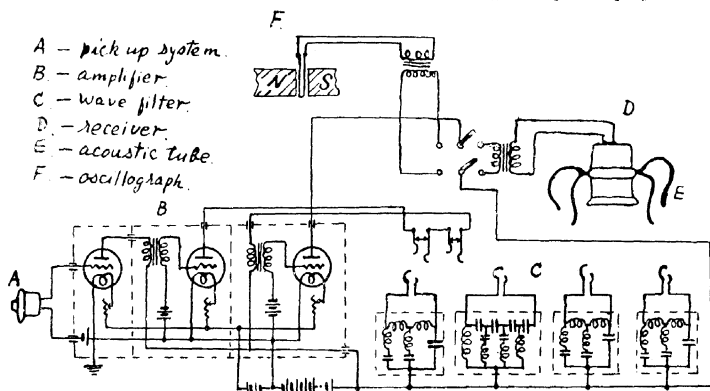 A - pick up system.
B. - amplifier.
C - wave filter.
D. - receiver.
E - acoustic tube.
F. - oscillograph.
F.
N S
D
E
B
A
C